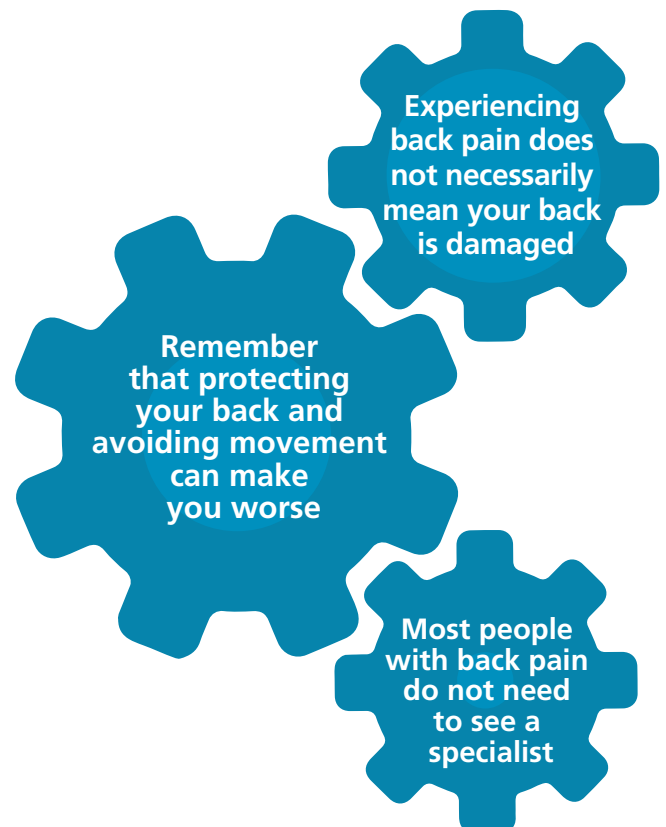 Experiencing
back pain does
not necessarily
mean your back
is damaged
Remember
that protecting
your back and
avoiding movement
can make
you worse
Most people
with back pain
do not need
to see a
specialist